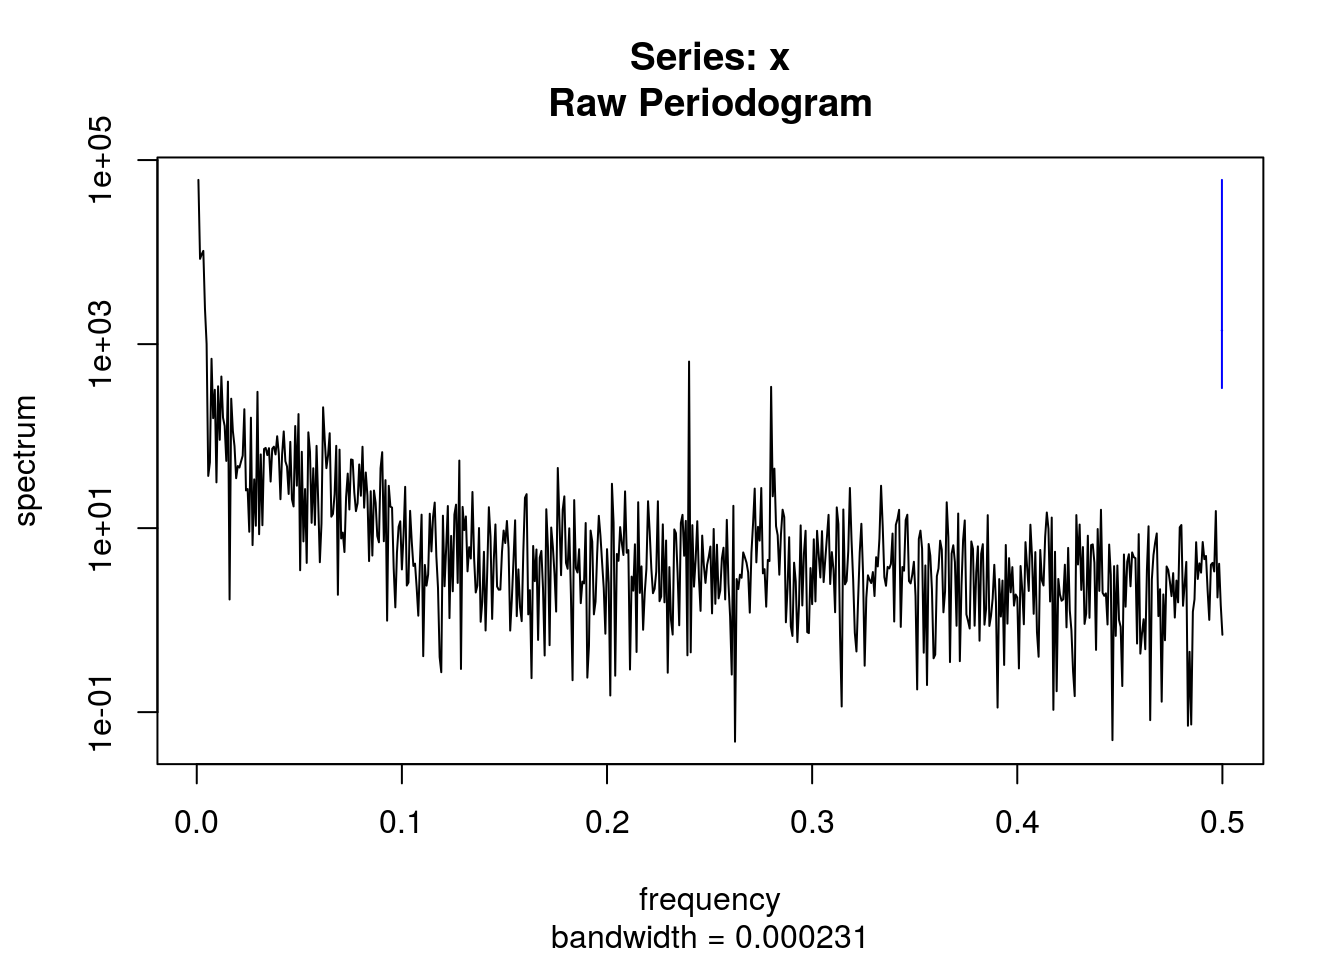 Series: x
Raw Periodogram
1e+05
1e+03
1e+01
1e-01
spectrum
0.0 0.1 0.2 0.3 0.4 0.5
frequency
bandwidth = 0.000231